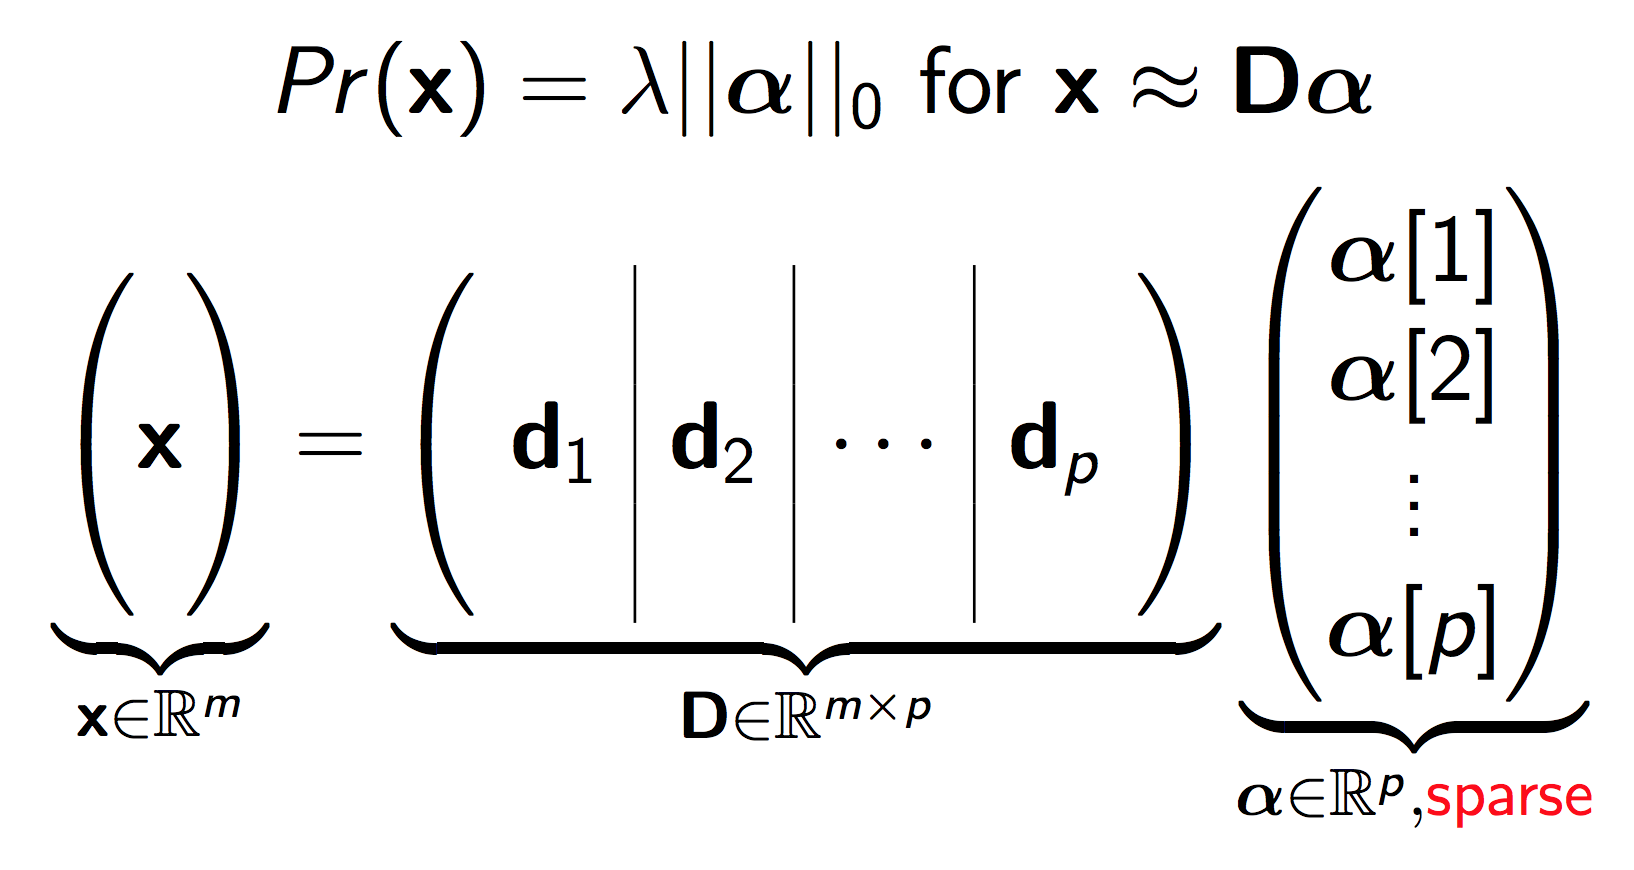 Pr(x) = λ||α||₀ for x ≈ Dα
( x ) = ( d₁ | d₂ | ⋯ | dₚ ) ( α[1] α[2] ⋮ α[p] )
x∈ℝᵐ D∈ℝᵐˣᵖ α∈ℝᵖ,sparse